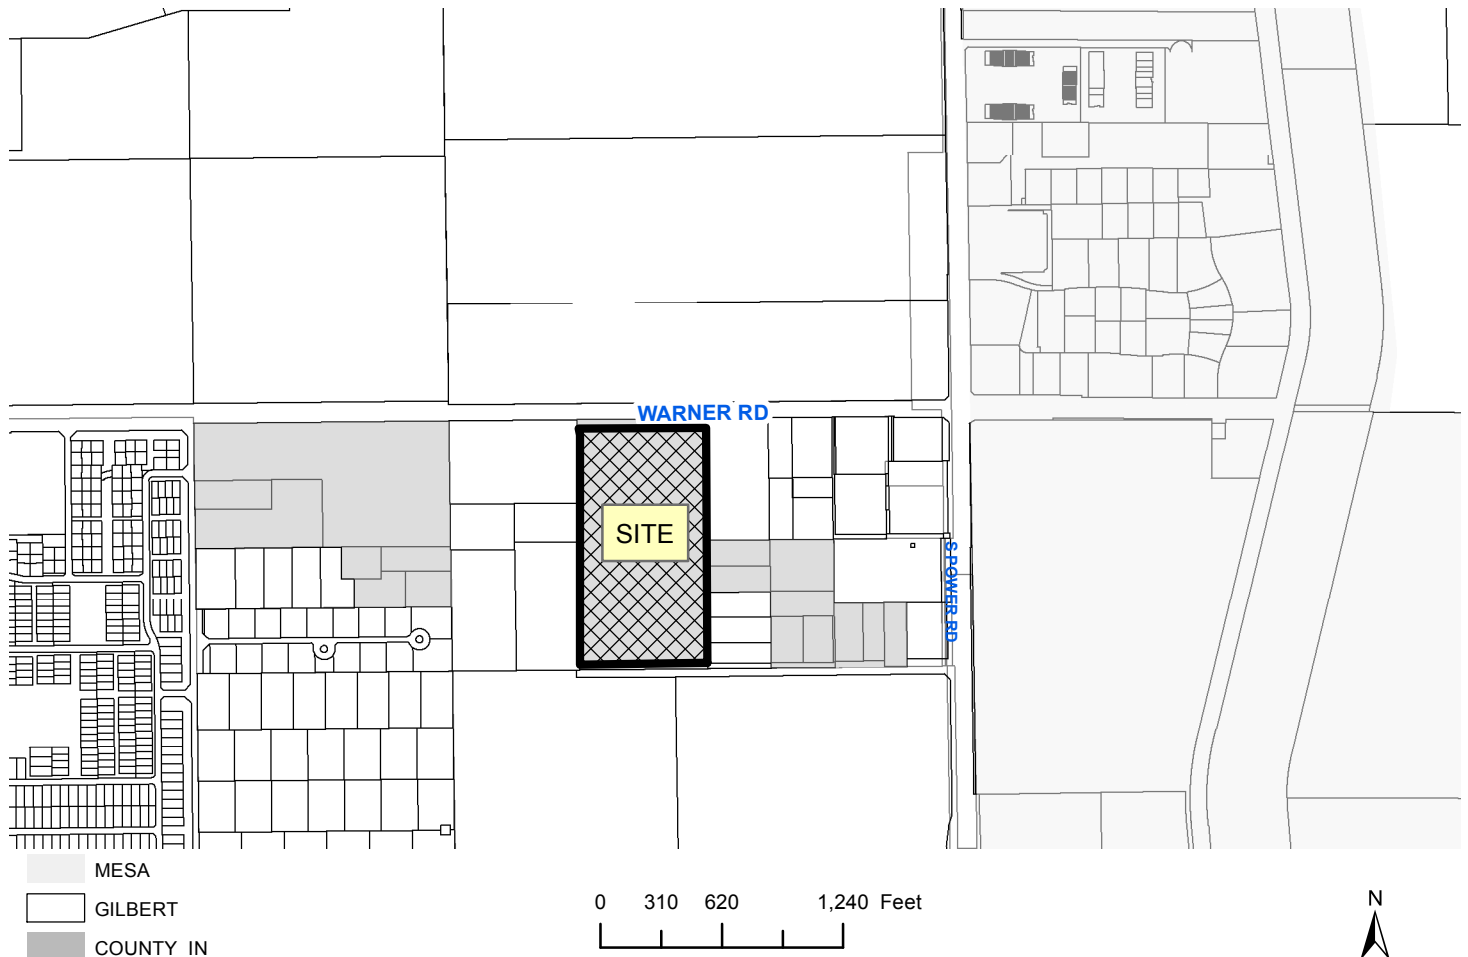 WARNER RD
SITE
S POWER RD
MESA
GILBERT
COUNTY IN
0 310 620 1,240 Feet
N